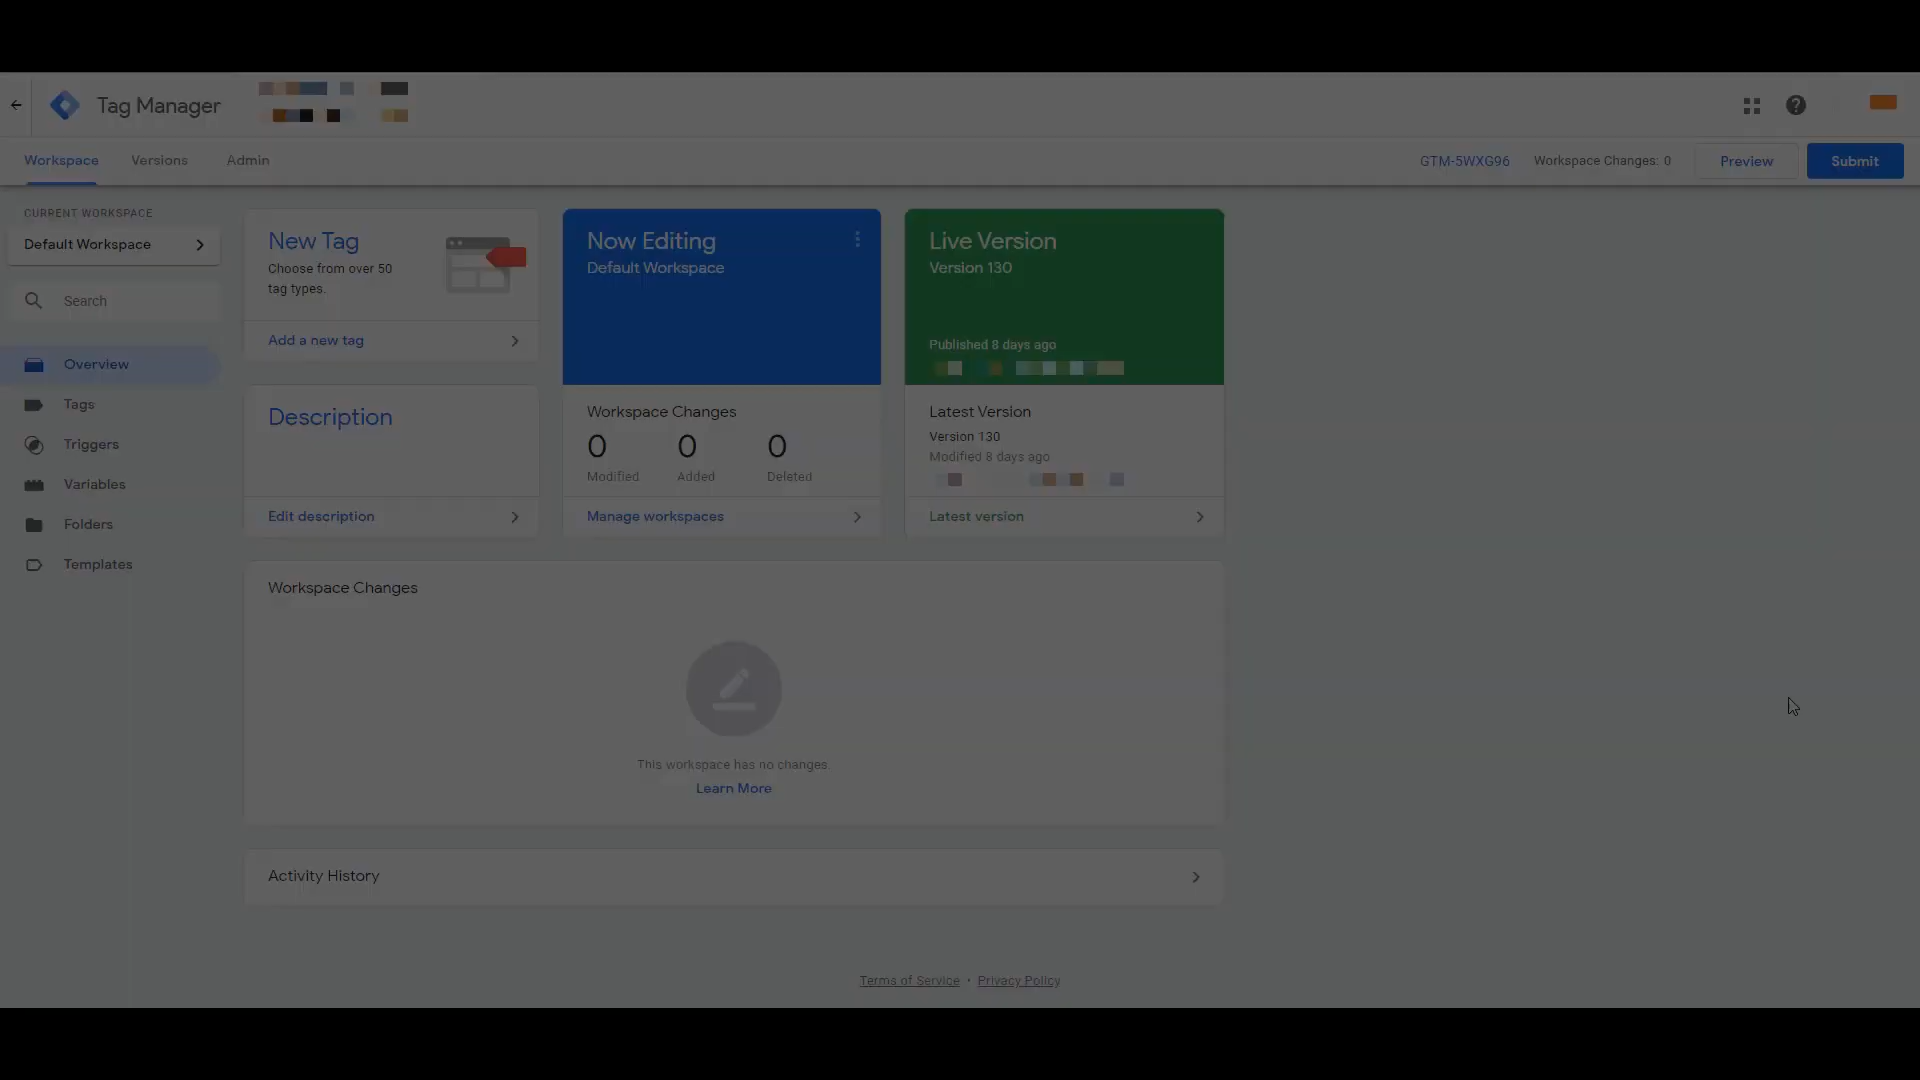 Tag Manager
Workspace
Versions
Admin
GTM-5WXG96
Workspace Changes: 0
Preview
Submit
CURRENT WORKSPACE
Default Workspace
Search
Overview
Tags
Triggers
Variables
Folders
Templates
New Tag
Choose from over 50
tag types.
Add a new tag
Description
Edit description
Now Editing
Default Workspace
Workspace Changes
0
0
0
Modified
Added
Deleted
Manage workspaces
Live Version
Version 130
Published 8 days ago
Latest Version
Version 130
Modified 8 days ago
Latest version
Workspace Changes
This workspace has no changes.
Learn More
Activity History
Terms of Service · Privacy Policy